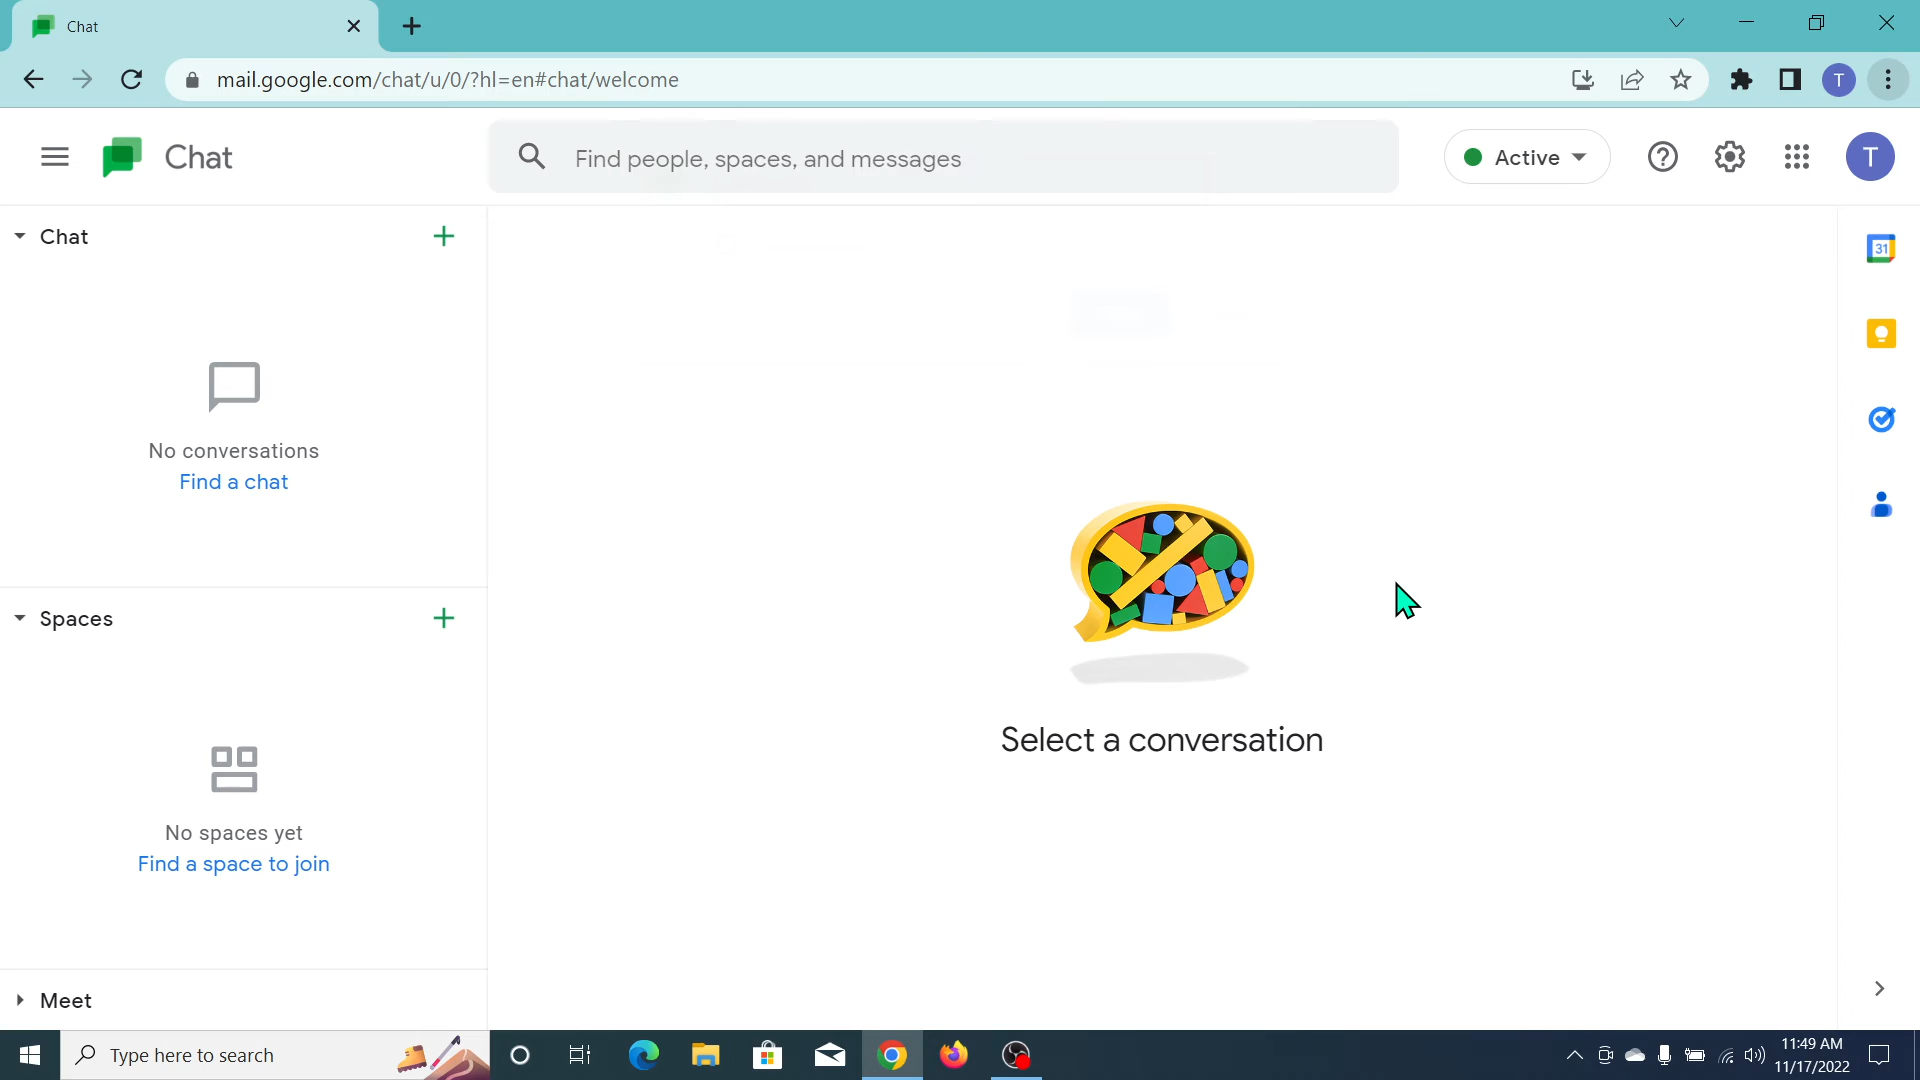 Chat
mail.google.com/chat/u/0/?hl=en#chat/welcome
T
Chat
Find people, spaces, and messages
Active
T
Chat
31
No conversations
Find a chat
Spaces
Select a conversation
No spaces yet
Find a space to join
Meet
Type here to search
11:49 AM
11/17/2022